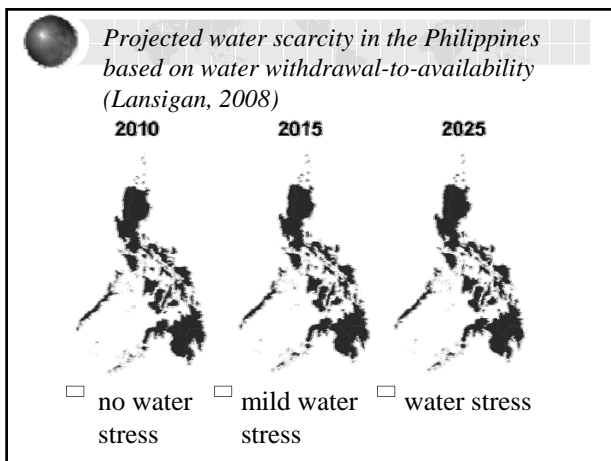 Projected water scarcity in the Philippines
based on water withdrawal-to-availability
(Lansigan, 2008)
2010 2015 2025
no water stress
mild water stress
water stress